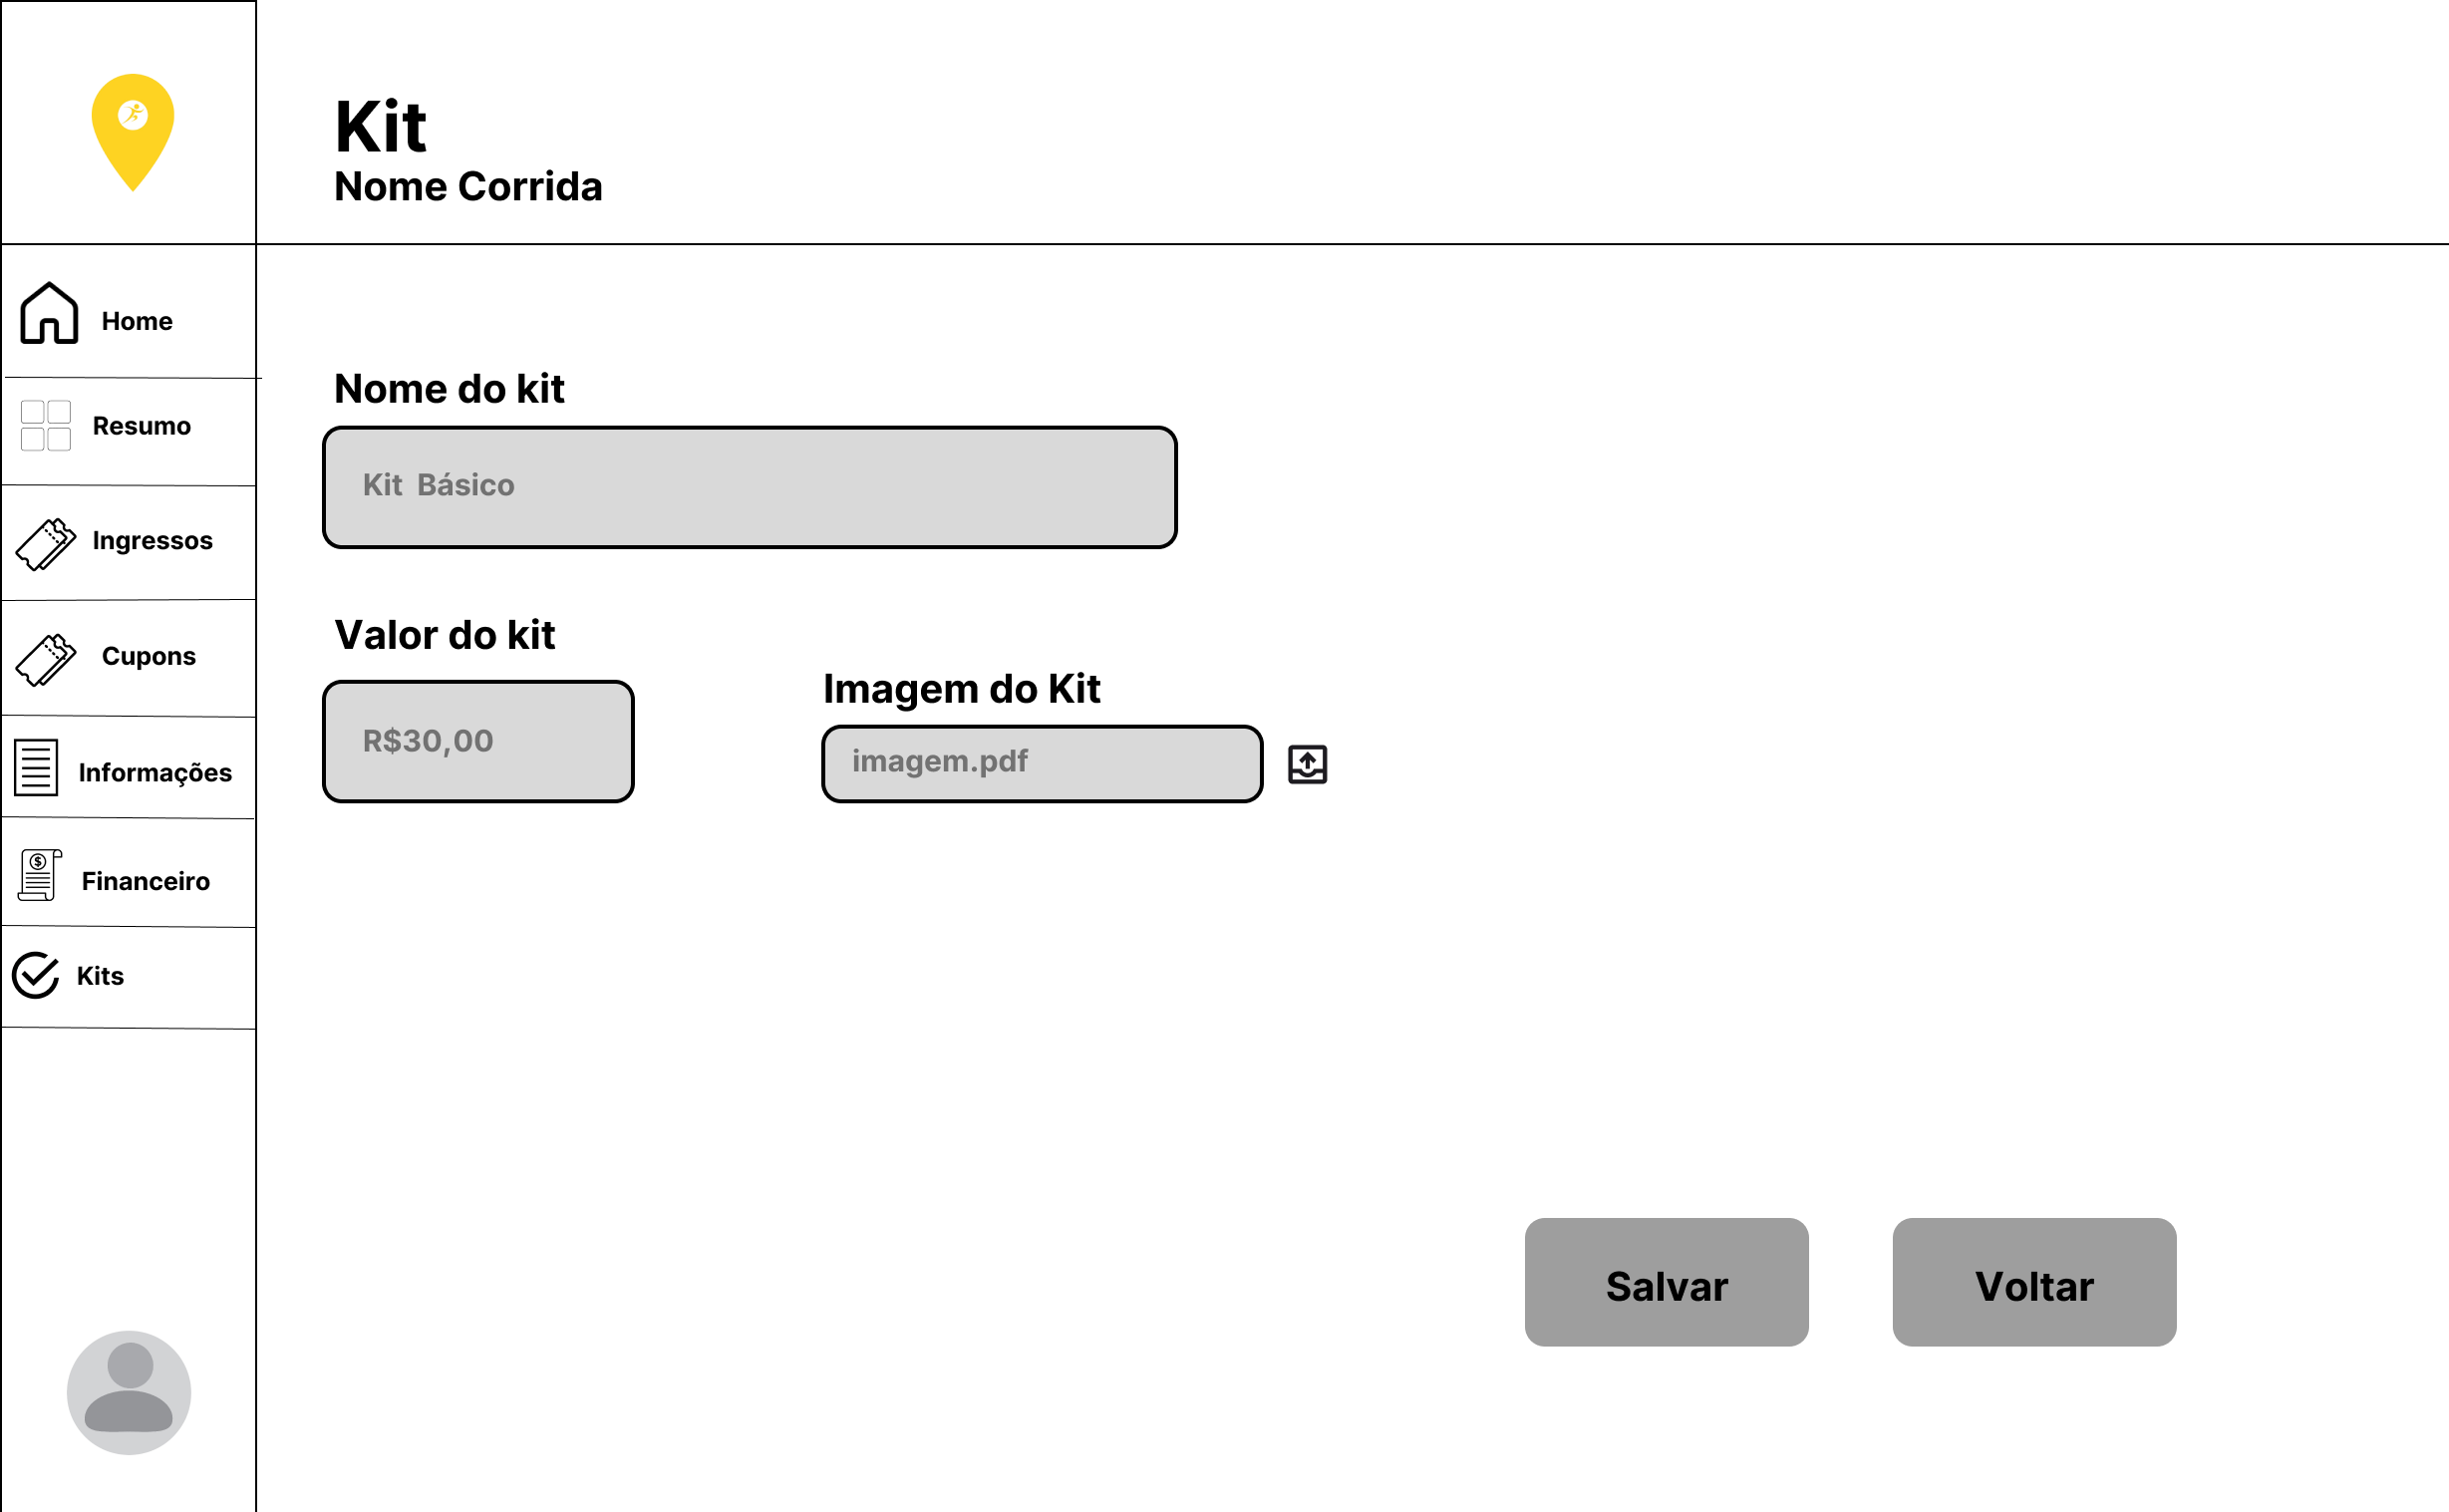 Kit
Nome Corrida
Home
Resumo
Ingressos
Cupons
Informações
Financeiro
Kits
Nome do kit
Kit Básico
Valor do kit
R$30,00
Imagem do Kit
imagem.pdf
Salvar
Voltar